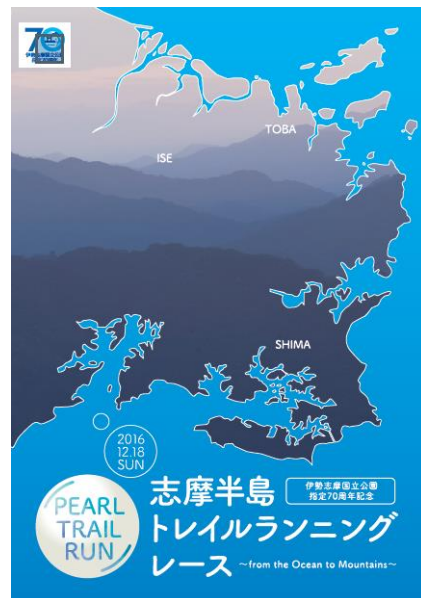 70
TOBA
ISE
SHIMA
2016
12.18
SUN
PEARL
TRAIL
RUN
志摩半島
伊勢志摩国立公園
指定70周年記念
トレイルランニング
レース ~from the Ocean to Mountains~